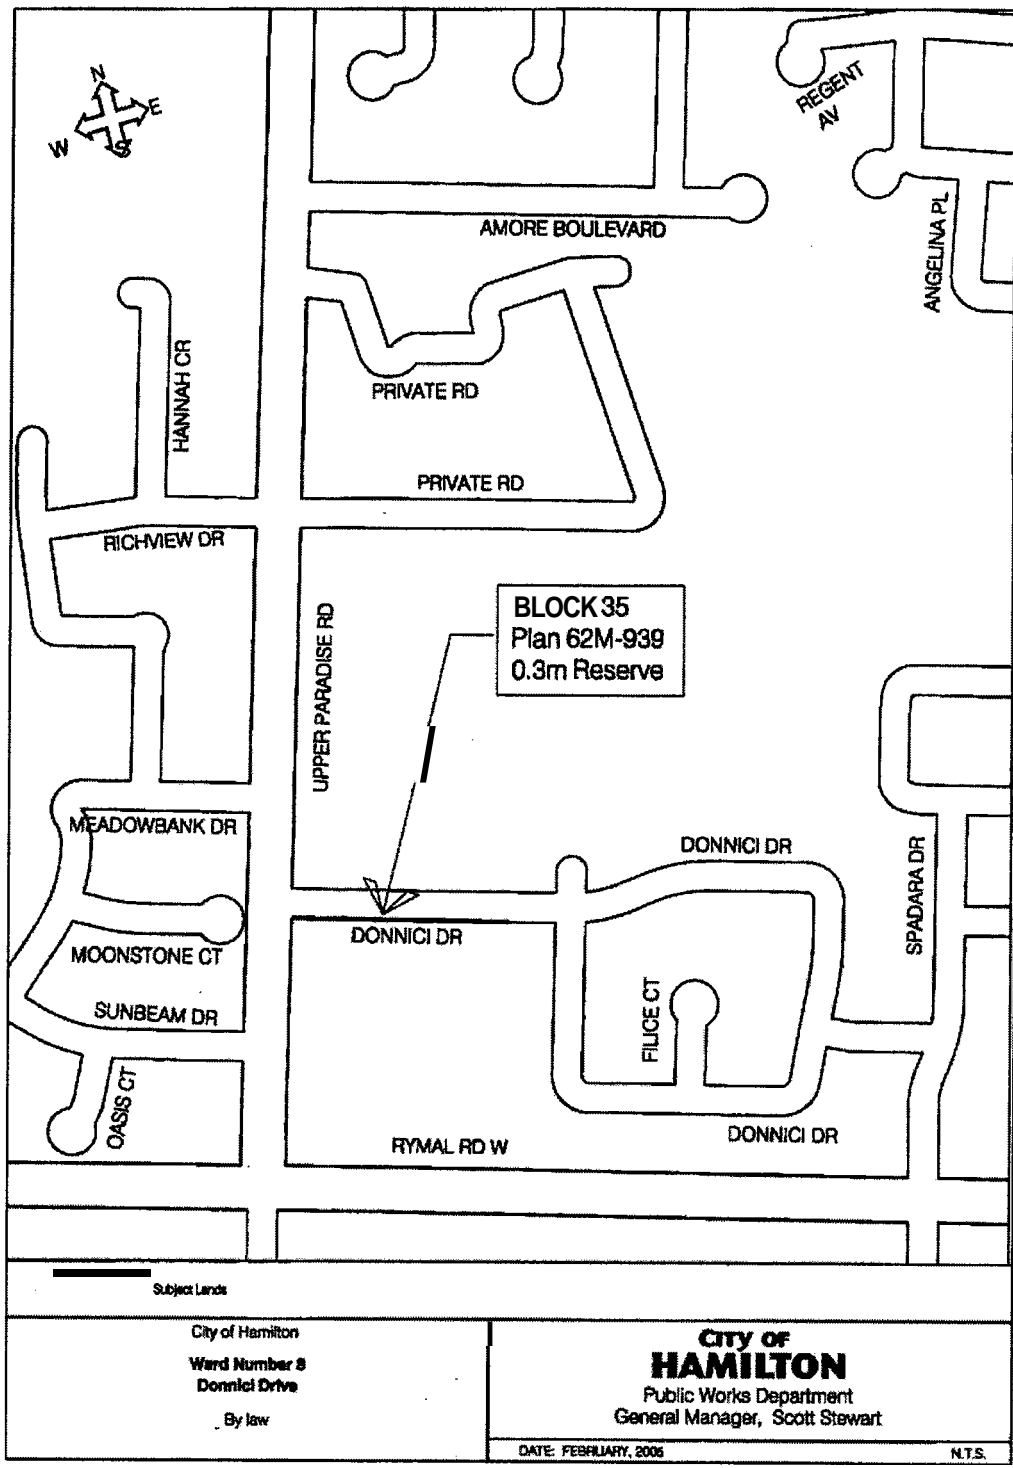 N
E
W
S
REGENT
AV
AMORE BOULEVARD
ANGELINA PL
HANNAH CR
PRIVATE RD
PRIVATE RD
RICHVIEW DR
BLOCK 35
Plan 62M-939
0.3m Reserve
UPPER PARADISE RD
MEADOWBANK DR
DONNICI DR
SPADARA DR
DONNICI DR
MOONSTONE CT
FILICE CT
SUNBEAM DR
OASIS CT
DONNICI DR
RYMAL RD W
Subject Lands
City of Hamilton
Ward Number 8
Donnici Drive
By law
CITY OF
HAMILTON
Public Works Department
General Manager, Scott Stewart
DATE: FEBRUARY, 2006
N.T.S.